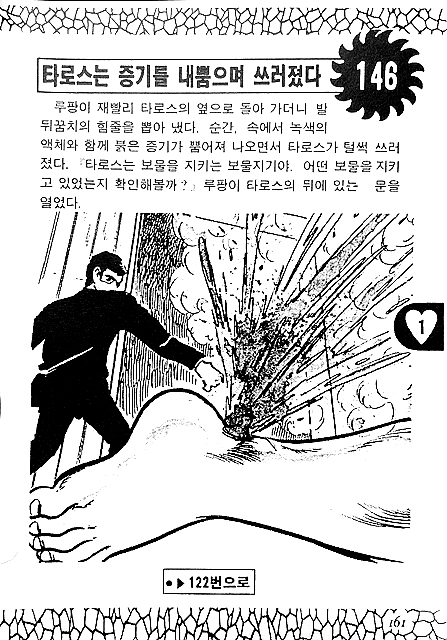 타로스는 증기를 내뿜으며 쓰러졌다
146
루팡이 재빨리 타로스의 옆으로 돌아 가더니 발
뒤꿈치의 힘줄을 뽑아 냈다. 순간, 속에서 녹색의
액체와 함께 붉은 증기가 뿜어져 나오면서 타로스가 털썩 쓰러
졌다. 『타로스는 보물을 지키는 보물지기야. 어떤 보물을 지키
고 있었는지 확인해볼까?』 루팡이 타로스의 뒤에 있는 문을
열었다.
1
●▶122번으로
161